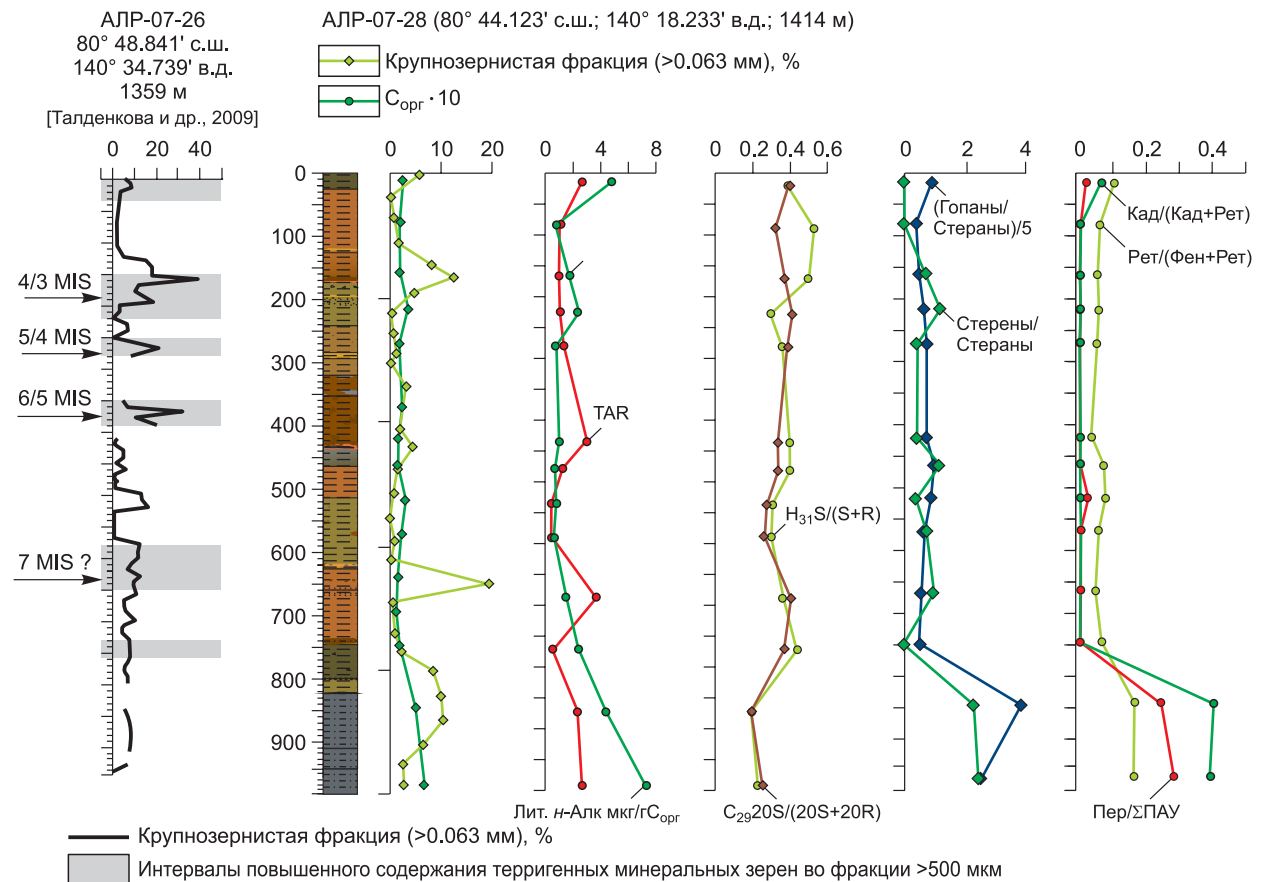 АЛР-07-26
80° 48.841' с.ш.
140° 34.739' в.д.
1359 м
[Талденкова и др., 2009]
АЛР-07-28 (80° 44.123' с.ш.; 140° 18.233' в.д.; 1414 м)
Крупнозернистая фракция (>0.063 мм), %
Cорг · 10
0 20 40
0 10 20
0 4 8
0 0.2 0.4 0.6
0 2 4
0 0.2 0.4
0
100
200
300
400
500
600
700
800
900
4/3 MIS
5/4 MIS
6/5 MIS
7 MIS ?
TAR
H31S/(S+R)
(Гопаны/
Стераны)/5
Стерены/
Стераны
Кад/(Кад+Рет)
Рет/(Фен+Рет)
Лит. н-Алк мкг/гCорг
C2920S/(20S+20R)
Пер/ΣПАУ
Крупнозернистая фракция (>0.063 мм), %
Интервалы повышенного содержания терригенных минеральных зерен во фракции >500 мкм